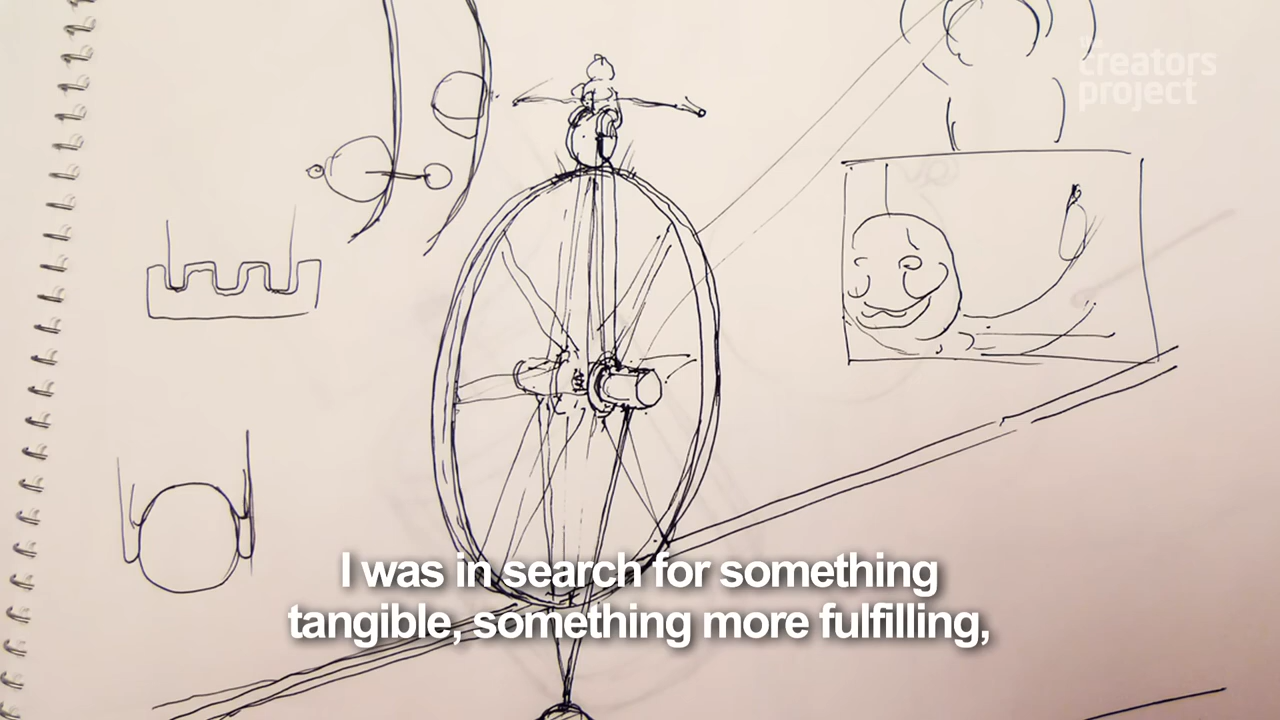 the
creators
project
I was in search for something
tangible, something more fulfilling,